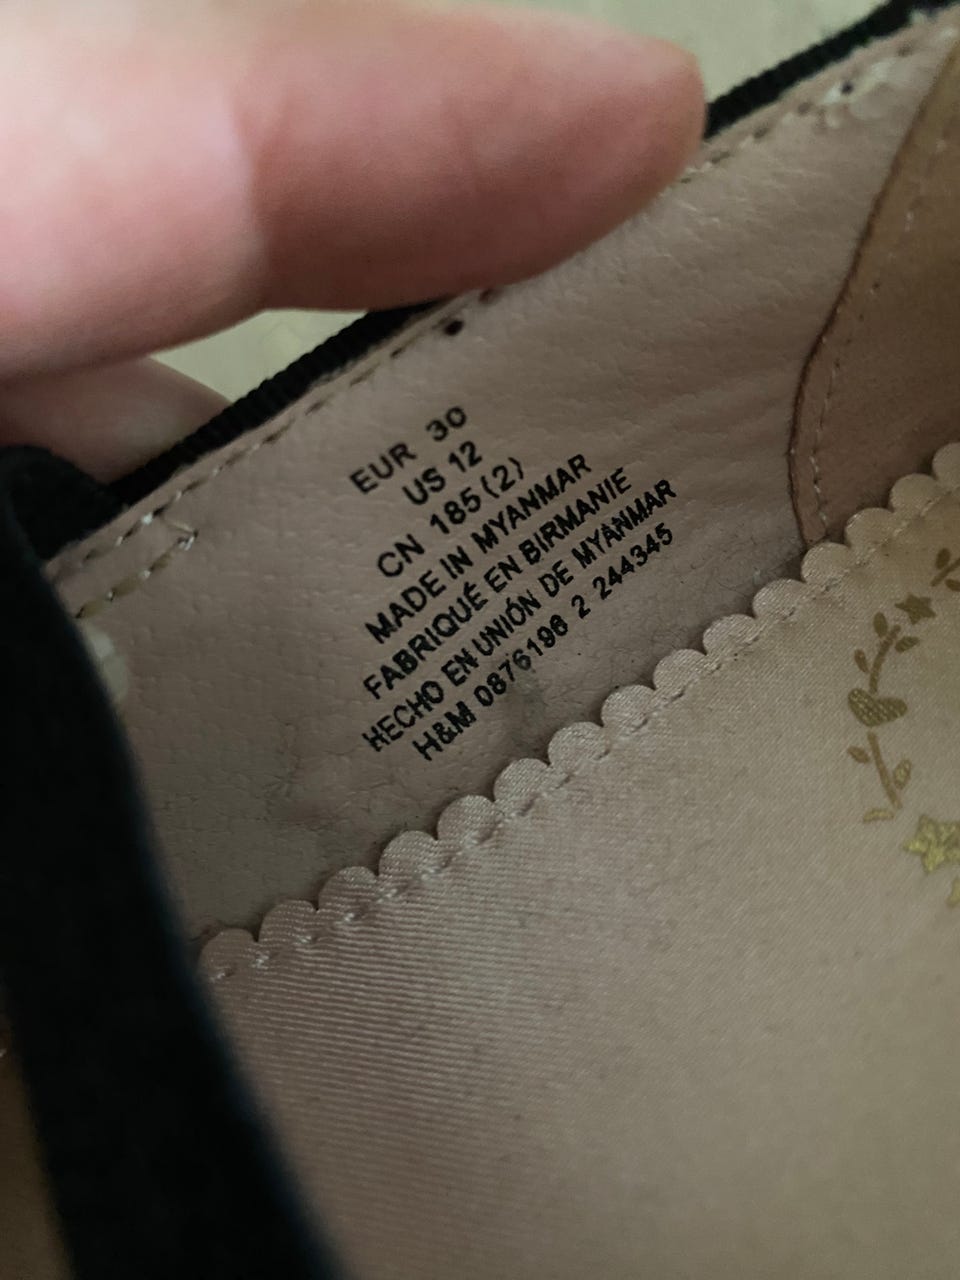 EUR 30
US 12
CN 185(2)
MADE IN MYANMAR
FABRIQUÉ EN BIRMANIE
HECHO EN UNIÓN DE MYANMAR
H&M 0876196 2 244345